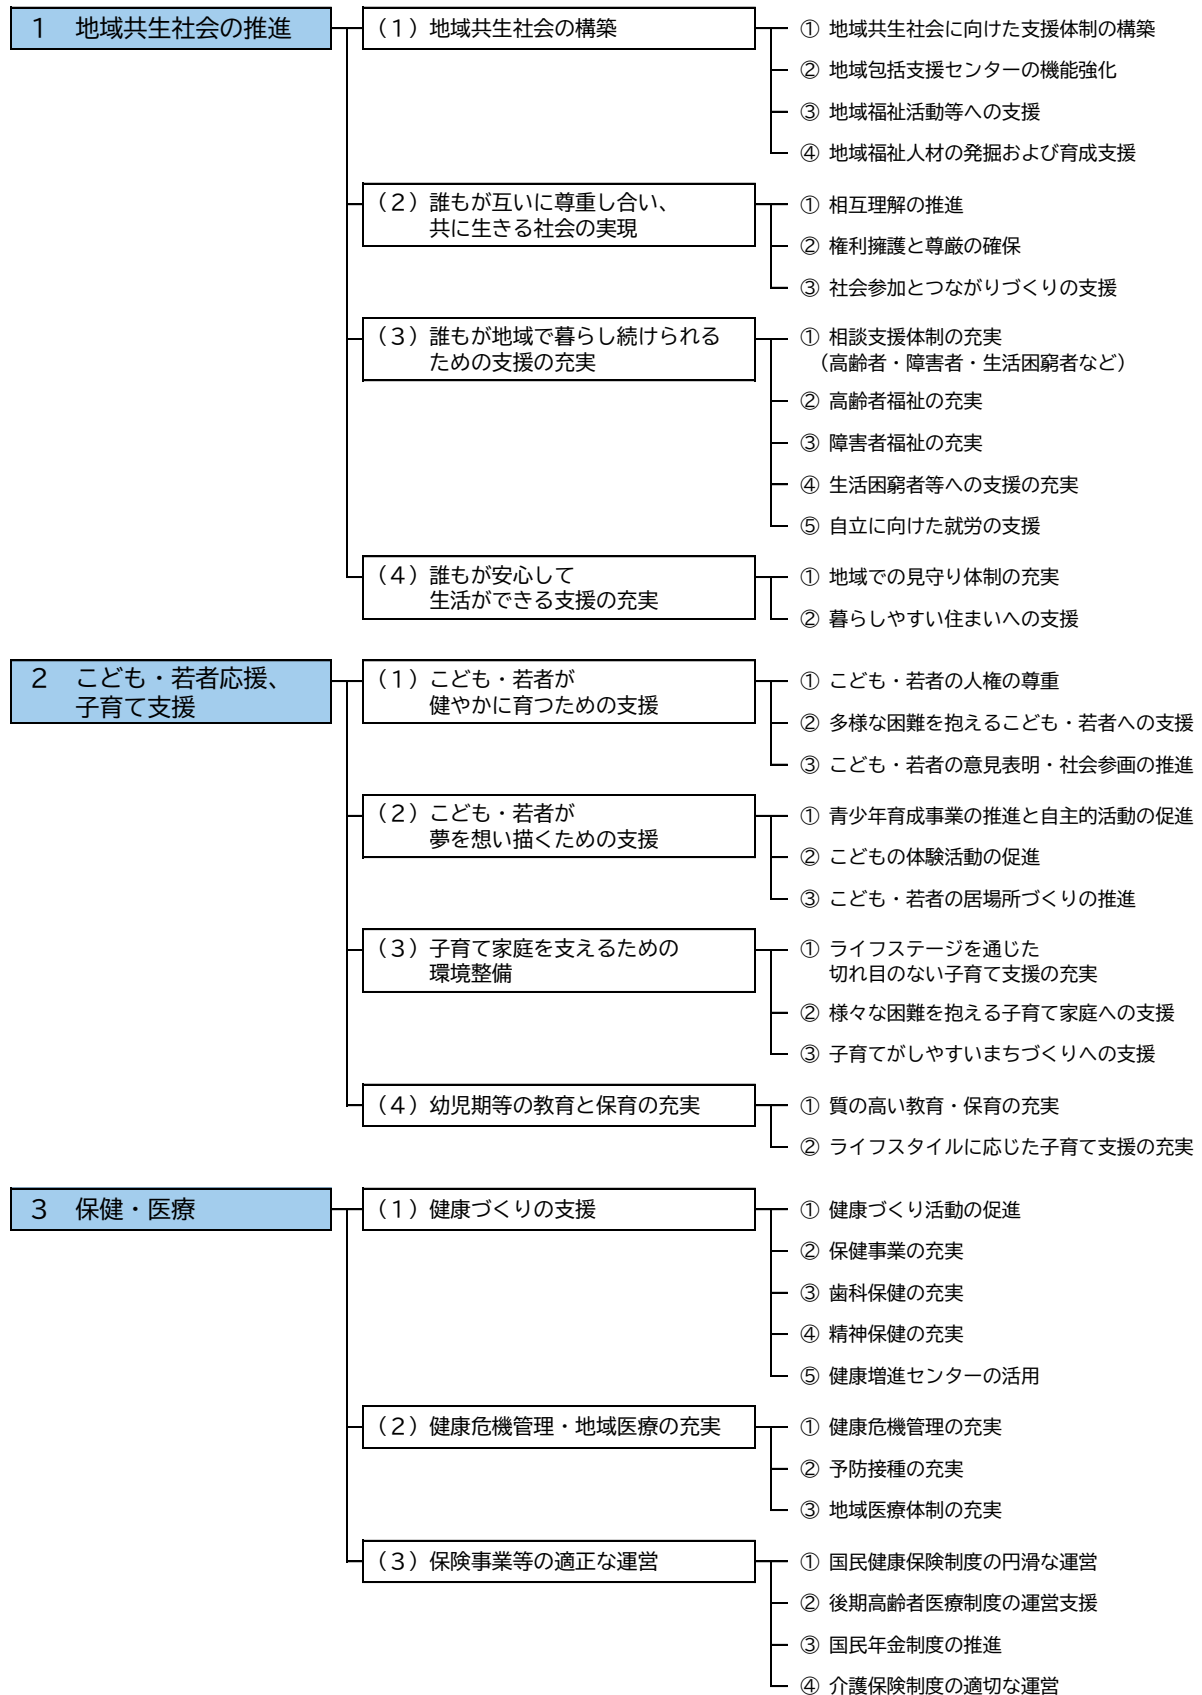 1 地域共生社会の推進
(1)地域共生社会の構築
① 地域共生社会に向けた支援体制の構築
② 地域包括支援センターの機能強化
③ 地域福祉活動等への支援
④ 地域福祉人材の発掘および育成支援
(2)誰もが互いに尊重し合い、
共に生きる社会の実現
① 相互理解の推進
② 権利擁護と尊厳の確保
③ 社会参加とつながりづくりの支援
(3)誰もが地域で暮らし続けられる
ための支援の充実
① 相談支援体制の充実
(高齢者・障害者・生活困窮者など)
② 高齢者福祉の充実
③ 障害者福祉の充実
④ 生活困窮者等への支援の充実
⑤ 自立に向けた就労の支援
(4)誰もが安心して
生活ができる支援の充実
① 地域での見守り体制の充実
② 暮らしやすい住まいへの支援
2 こども・若者応援、
子育て支援
(1)こども・若者が
健やかに育つための支援
① こども・若者の人権の尊重
② 多様な困難を抱えるこども・若者への支援
③ こども・若者の意見表明・社会参画の推進
(2)こども・若者が
夢を想い描くための支援
① 青少年育成事業の推進と自主的活動の促進
② こどもの体験活動の促進
③ こども・若者の居場所づくりの推進
(3)子育て家庭を支えるための
環境整備
① ライフステージを通じた
切れ目のない子育て支援の充実
② 様々な困難を抱える子育て家庭への支援
③ 子育てがしやすいまちづくりへの支援
(4)幼児期等の教育と保育の充実
① 質の高い教育・保育の充実
② ライフスタイルに応じた子育て支援の充実
3 保健・医療
(1)健康づくりの支援
① 健康づくり活動の促進
② 保健事業の充実
③ 歯科保健の充実
④ 精神保健の充実
⑤ 健康増進センターの活用
(2)健康危機管理・地域医療の充実
① 健康危機管理の充実
② 予防接種の充実
③ 地域医療体制の充実
(3)保険事業等の適正な運営
① 国民健康保険制度の円滑な運営
② 後期高齢者医療制度の運営支援
③ 国民年金制度の推進
④ 介護保険制度の適切な運営